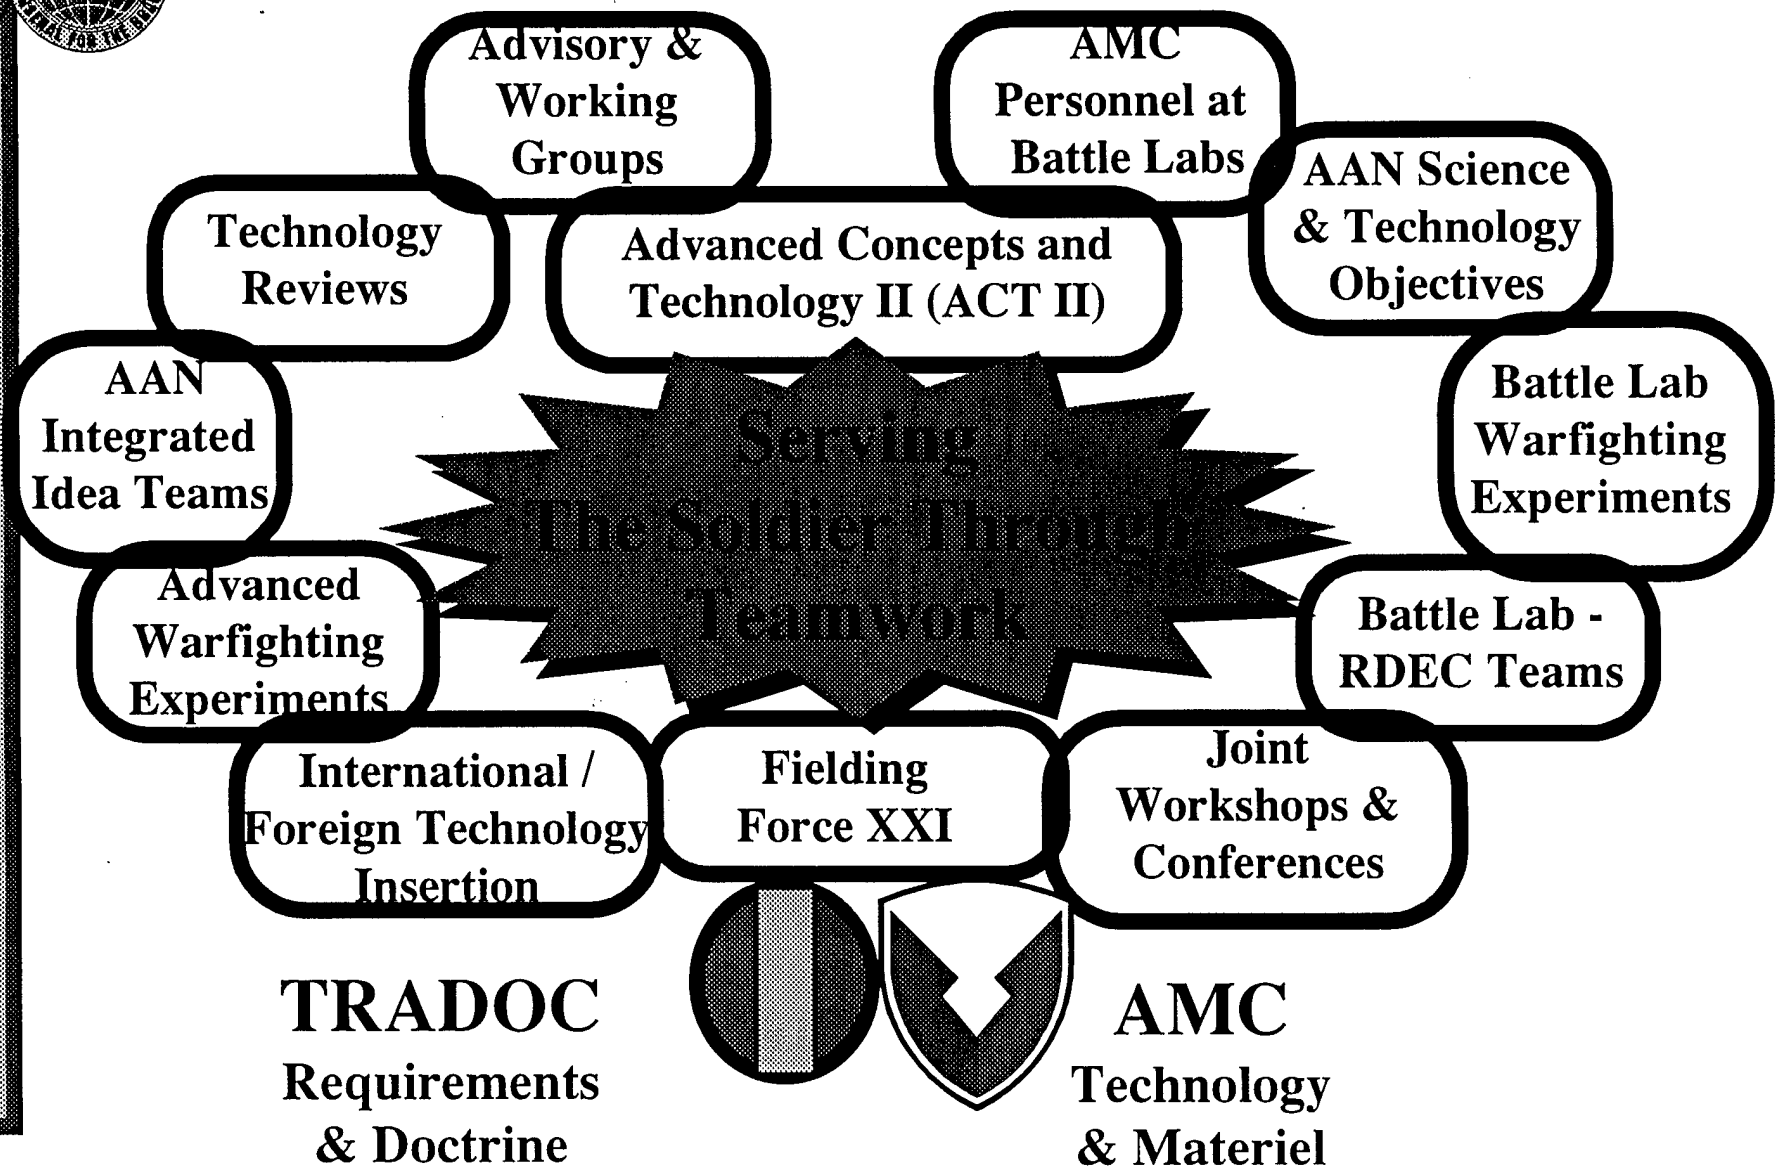 Advisory &
Working
Groups
AMC
Personnel at
Battle Labs
Technology
Reviews
Advanced Concepts and
Technology II (ACT II)
AAN Science
& Technology
Objectives
AAN
Integrated
Idea Teams
Serving
The Soldier Through
Teamwork
Battle Lab
Warfighting
Experiments
Advanced
Warfighting
Experiments
Battle Lab -
RDEC Teams
International /
Foreign Technology
Insertion
Fielding
Force XXI
Joint
Workshops &
Conferences
TRADOC
Requirements
& Doctrine
AMC
Technology
& Materiel